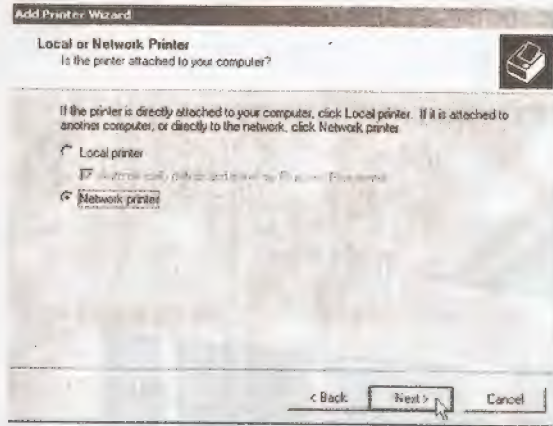 Add Printer Wizard
Local or Network Printer
Is the printer attached to your computer?
If the printer is directly attached to your computer, click Local printer. If it is attached to
another computer, or directly to the network, click Network printer
Local printer
Network printer
< Back
Next >
Cancel